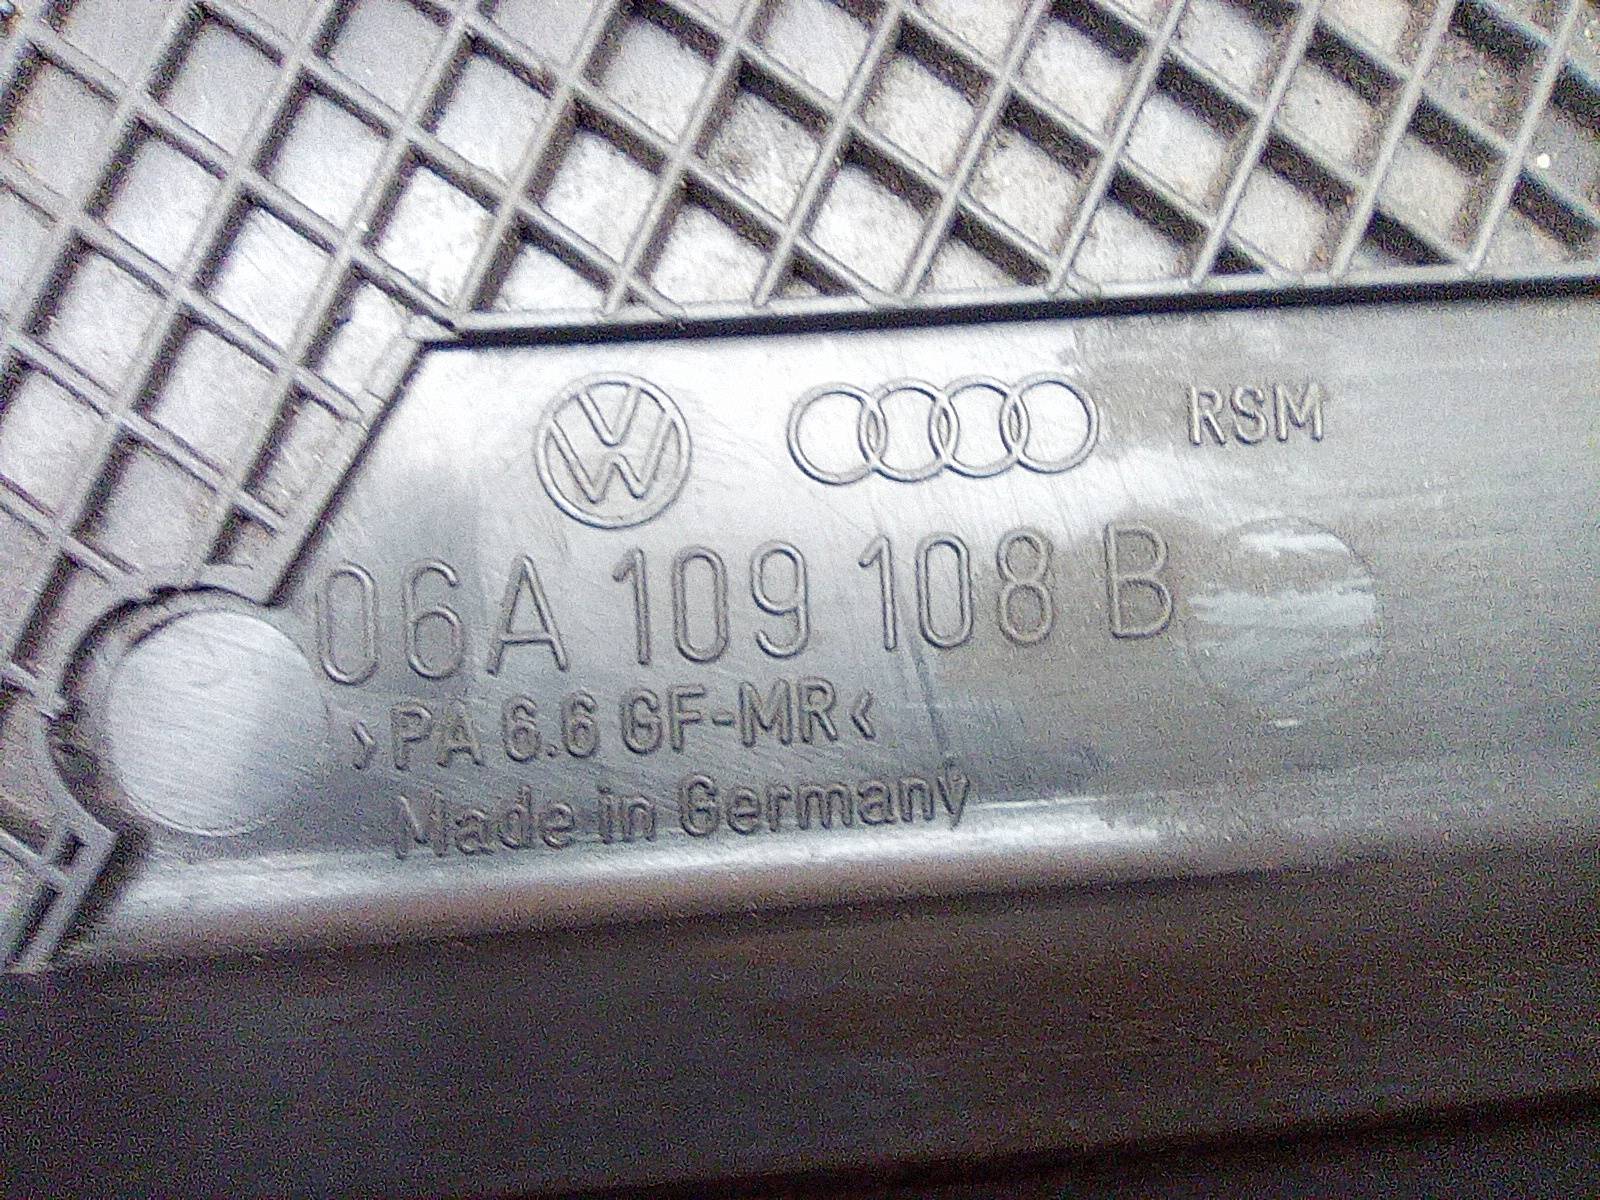 RSM
06A 109 108 B
>PA 6.6 GF-MR<
Made in Germany